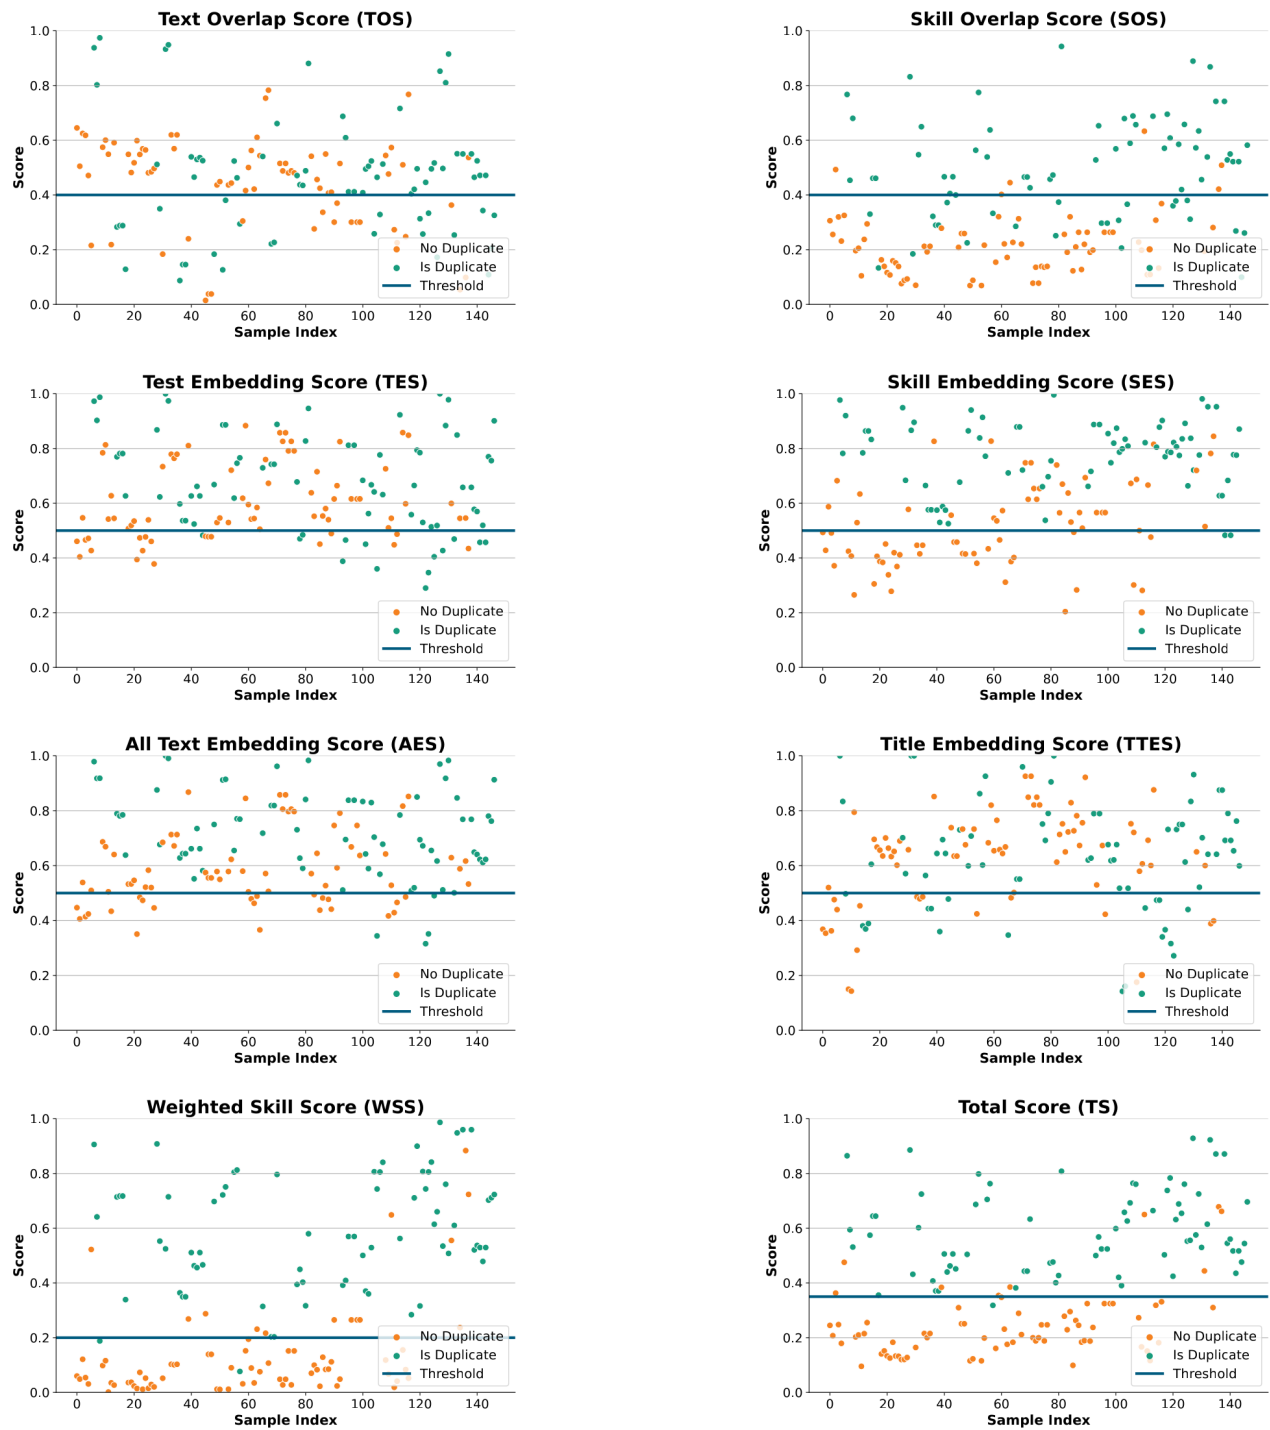 Text Overlap Score (TOS)
1.0
0.8
0.6
0.4
0.2
0.0
Score
0 20 40 60 80 100 120 140
Sample Index
No Duplicate
Is Duplicate
Threshold
Skill Overlap Score (SOS)
1.0
0.8
0.6
0.4
0.2
0.0
Score
0 20 40 60 80 100 120 140
Sample Index
No Duplicate
Is Duplicate
Threshold
Test Embedding Score (TES)
1.0
0.8
0.6
0.4
0.2
0.0
Score
0 20 40 60 80 100 120 140
Sample Index
No Duplicate
Is Duplicate
Threshold
Skill Embedding Score (SES)
1.0
0.8
0.6
0.4
0.2
0.0
Score
0 20 40 60 80 100 120 140
Sample Index
No Duplicate
Is Duplicate
Threshold
All Text Embedding Score (AES)
1.0
0.8
0.6
0.4
0.2
0.0
Score
0 20 40 60 80 100 120 140
Sample Index
No Duplicate
Is Duplicate
Threshold
Title Embedding Score (TTES)
1.0
0.8
0.6
0.4
0.2
0.0
Score
0 20 40 60 80 100 120 140
Sample Index
No Duplicate
Is Duplicate
Threshold
Weighted Skill Score (WSS)
1.0
0.8
0.6
0.4
0.2
0.0
Score
0 20 40 60 80 100 120 140
Sample Index
No Duplicate
Is Duplicate
Threshold
Total Score (TS)
1.0
0.8
0.6
0.4
0.2
0.0
Score
0 20 40 60 80 100 120 140
Sample Index
No Duplicate
Is Duplicate
Threshold